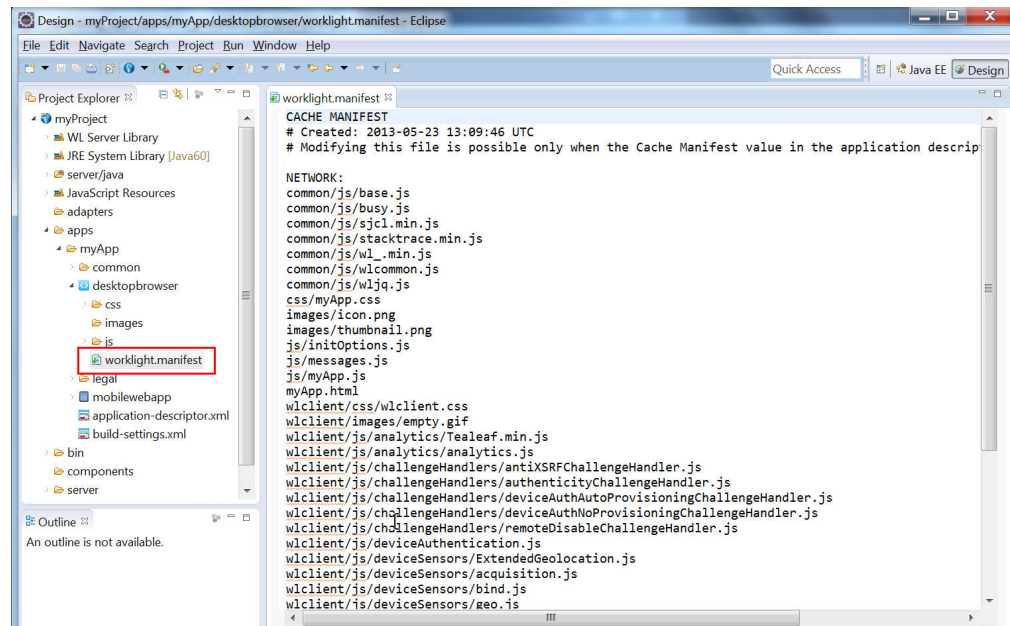 Design - myProject/apps/myApp/desktopbrowser/worklight.manifest - Eclipse
File Edit Navigate Search Project Run Window Help
Quick Access
Java EE
Design
Project Explorer
myProject
WL Server Library
JRE System Library [Java60]
server/java
JavaScript Resources
adapters
apps
myApp
common
desktopbrowser
css
images
js
worklight.manifest
legal
mobilewebapp
application-descriptor.xml
build-settings.xml
bin
components
server
Outline
An outline is not available.
worklight.manifest
CACHE MANIFEST
# Created: 2013-05-23 13:09:46 UTC
# Modifying this file is possible only when the Cache Manifest value in the application descrip
NETWORK:
common/js/base.js
common/js/busy.js
common/js/sjcl.min.js
common/js/stacktrace.min.js
common/js/wl_.min.js
common/js/wlcommon.js
common/js/wljq.js
css/myApp.css
images/icon.png
images/thumbnail.png
js/initOptions.js
js/messages.js
js/myApp.js
myApp.html
wlclient/css/wlclient.css
wlclient/images/empty.gif
wlclient/js/analytics/Tealeaf.min.js
wlclient/js/analytics/analytics.js
wlclient/js/challengeHandlers/antiXSRFChallengeHandler.js
wlclient/js/challengeHandlers/authenticityChallengeHandler.js
wlclient/js/challengeHandlers/deviceAuthAutoProvisioningChallengeHandler.js
wlclient/js/challengeHandlers/deviceAuthNoProvisioningChallengeHandler.js
wlclient/js/challengeHandlers/remoteDisableChallengeHandler.js
wlclient/js/deviceAuthentication.js
wlclient/js/deviceSensors/ExtendedGeolocation.js
wlclient/js/deviceSensors/acquisition.js
wlclient/js/deviceSensors/bind.js
wlclient/js/deviceSensors/geo.js